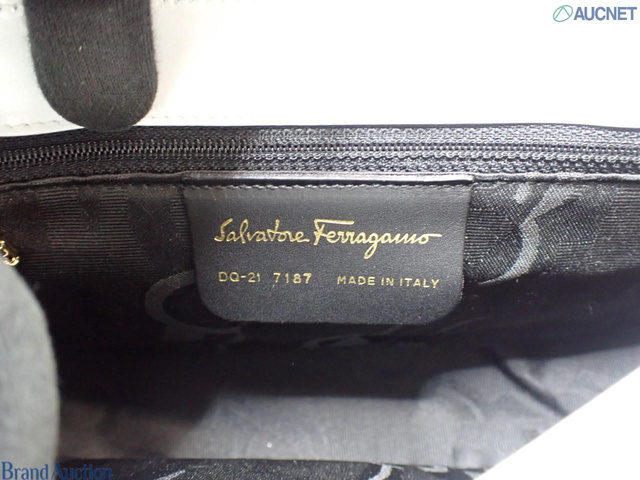 AUCNET
Salvatore Ferragamo
DQ-21 7187 MADE IN ITALY
Brand Auction